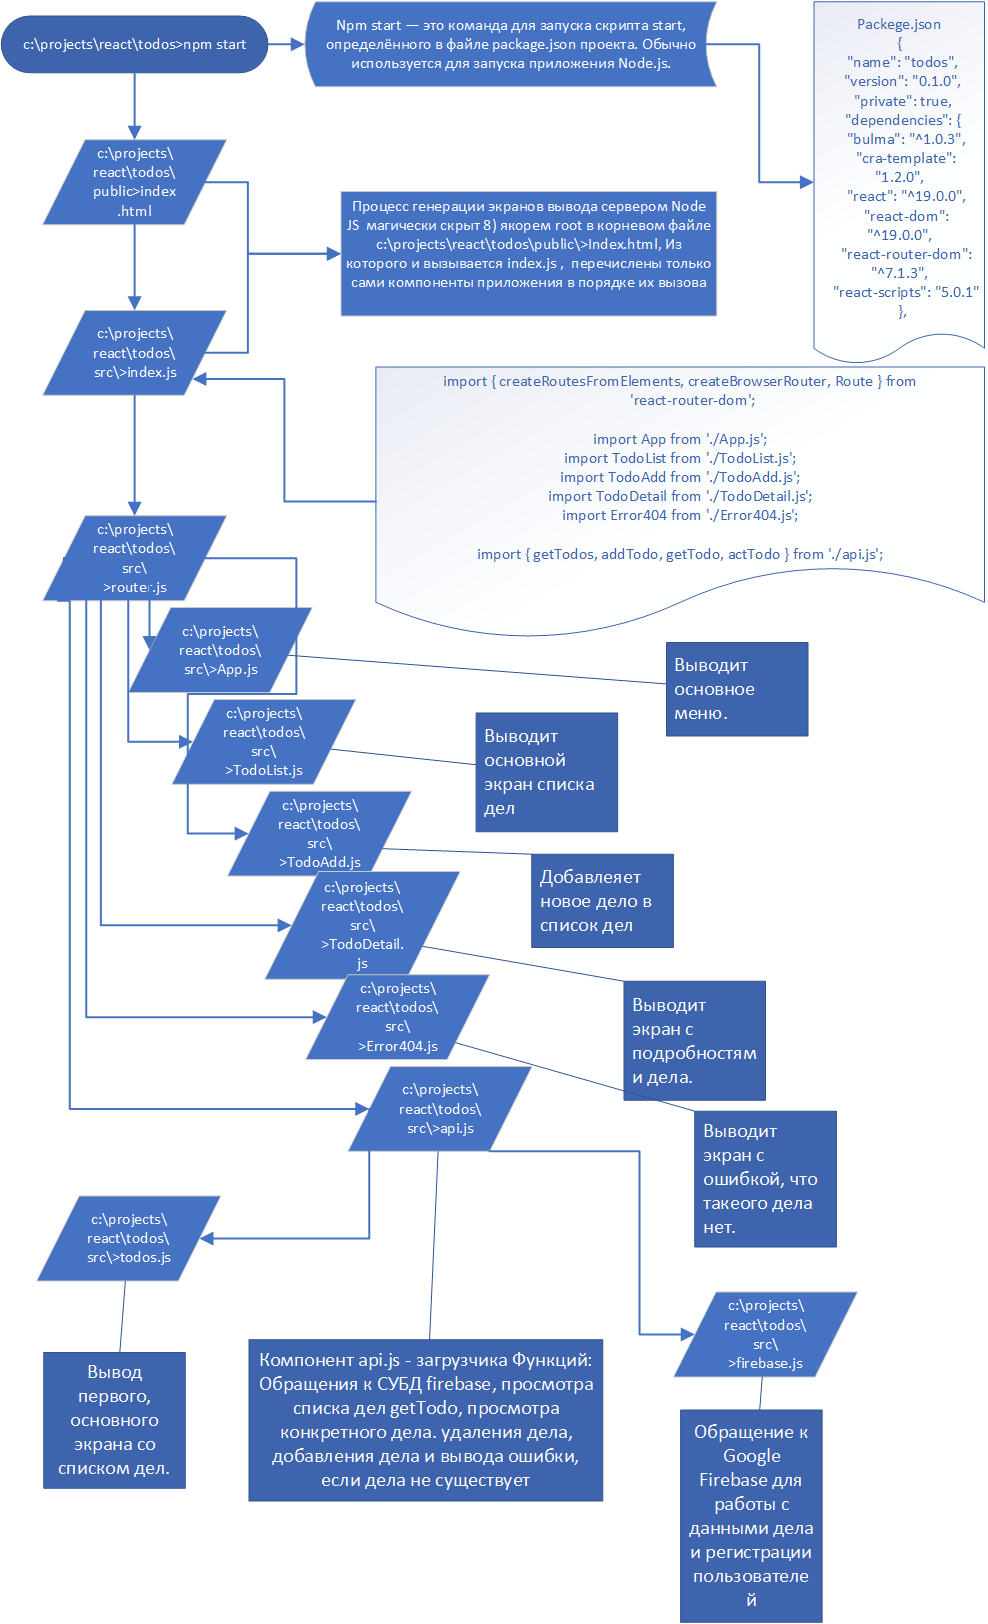 c:\projects\react\todos>npm start
Npm start — это команда для запуска скрипта start,
определённого в файле package.json проекта. Обычно
используется для запуска приложения Node.js.
Packege.json
{
"name": "todos",
"version": "0.1.0",
"private": true,
"dependencies": {
"bulma": "^1.0.3",
"cra-template":
"1.2.0",
"react": "^19.0.0",
"react-dom":
"^19.0.0",
"react-router-dom":
"^7.1.3",
"react-scripts": "5.0.1"
},
c:\projects\
react\todos\
public>index
.html
Процесс генерации экранов вывода сервером Node
JS  магически скрыт 8) якорем root в корневом файле
c:\projects\react\todos\public\>Index.html, Из
которого и вызывается index.js ,  перечислены только
сами компоненты приложения в порядке их вызова
c:\projects\
react\todos\
src\>index.js
import { createRoutesFromElements, createBrowserRouter, Route } from
'react-router-dom';
import App from './App.js';
import TodoList from './TodoList.js';
import TodoAdd from './TodoAdd.js';
import TodoDetail from './TodoDetail.js';
import Error404 from './Error404.js';
import { getTodos, addTodo, getTodo, actTodo } from './api.js';
c:\projects\
react\todos\
src\
>router.js
c:\projects\
react\todos\
src\>App.js
Выводит
основное
меню.
c:\projects\
react\todos\
src\
>TodoList.js
Выводит
основной
экран списка
дел
c:\projects\
react\todos\
src\
>TodoAdd.js
Добавлеяет
новое дело в
список дел
c:\projects\
react\todos\
src\
>TodoDetail.
js
Выводит
экран с
подробностям
и дела.
c:\projects\
react\todos\
src\
>Error404.js
Выводит
экран с
ошибкой, что
такеого дела
нет.
c:\projects\
react\todos\
src\>api.js
c:\projects\
react\todos\
src\>todos.js
c:\projects\
react\todos\
src\
>firebase.js
Вывод
первого,
основного
экрана со
списком дел.
Компонент api.js - загрузчика Функций:
Обращения к СУБД firebase, просмотра
списка дел getTodo, просмотра
конкретного дела. удаления дела,
добавления дела и вывода ошибки,
если дела не существует
Обращение к
Google
Firebase для
работы с
данными дела
и регистрации
пользователе
й